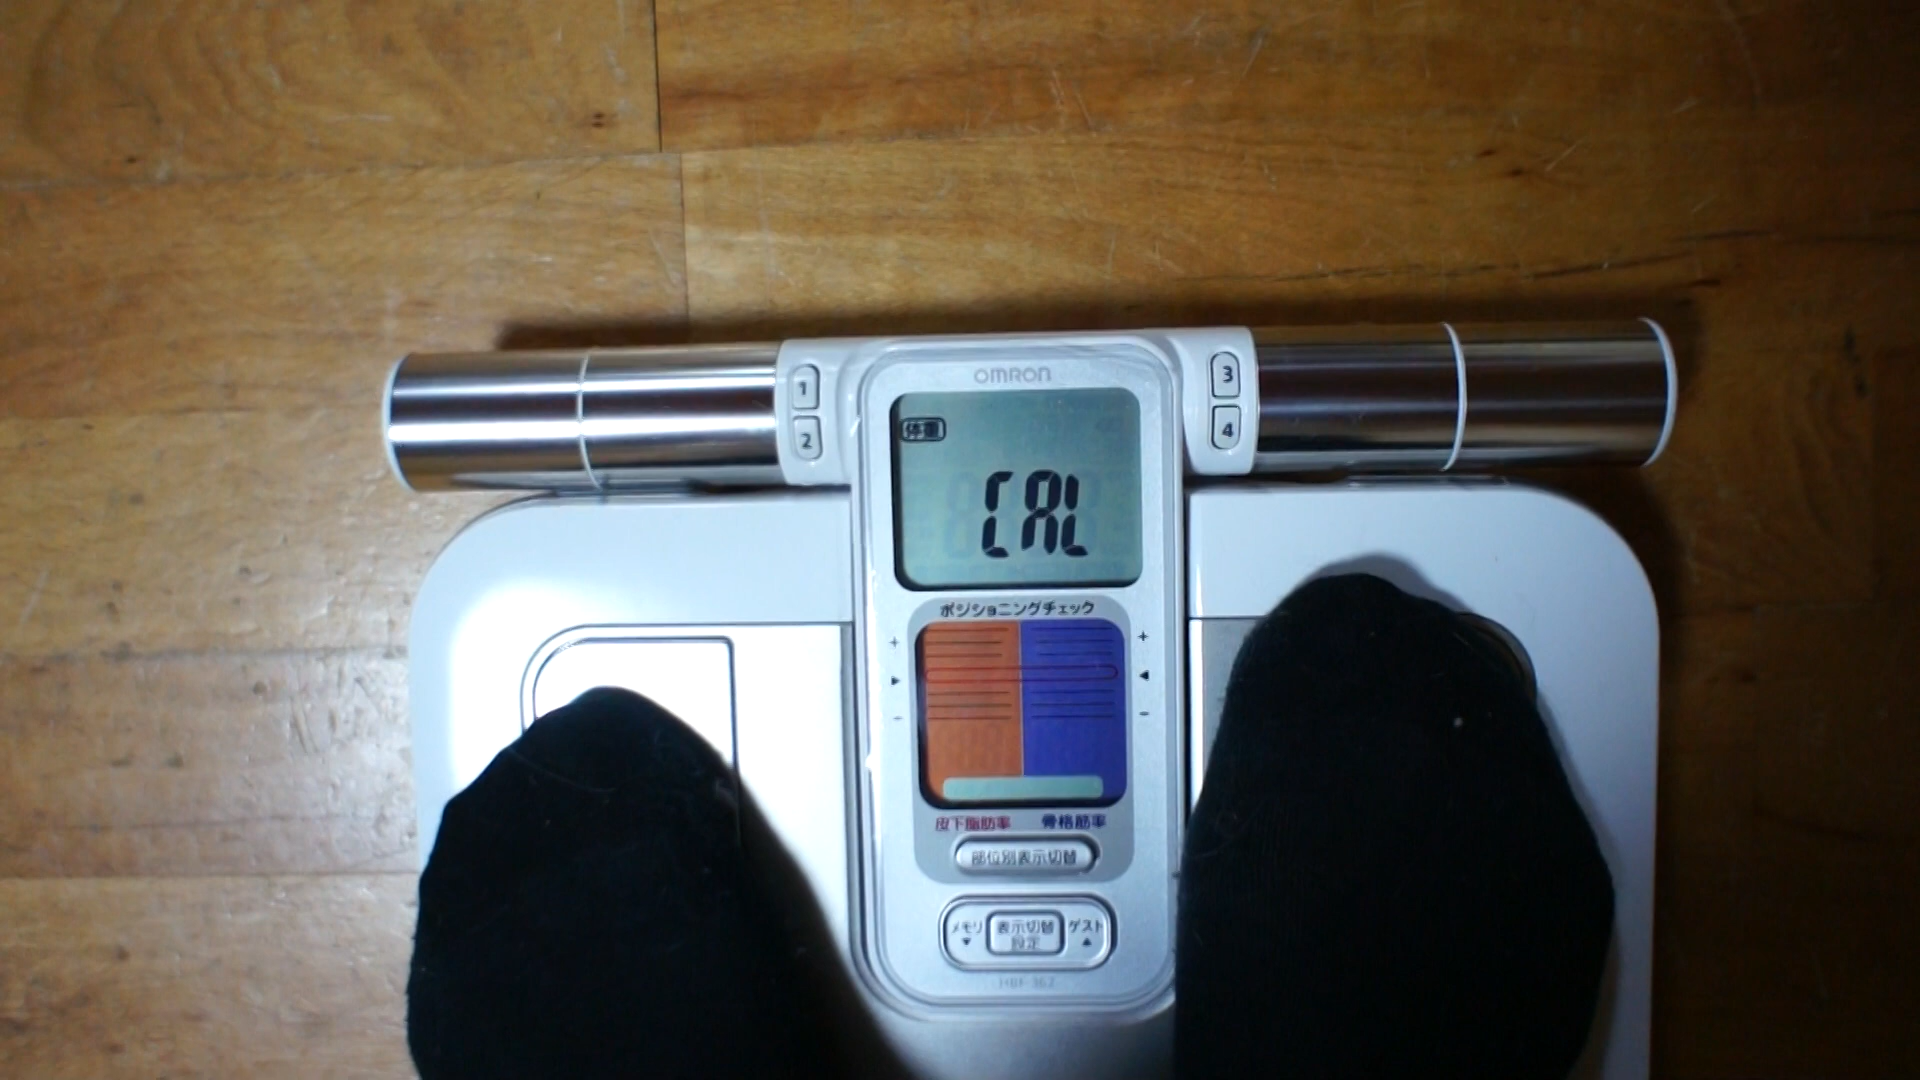 OMRON
1
2
3
4
体重
CAL
ポジショニングチェック
+
+
-
-
皮下脂肪率 骨格筋率
部位別表示切替
メモリ
▼
表示切替
設定
ゲスト
▲
HBF-362